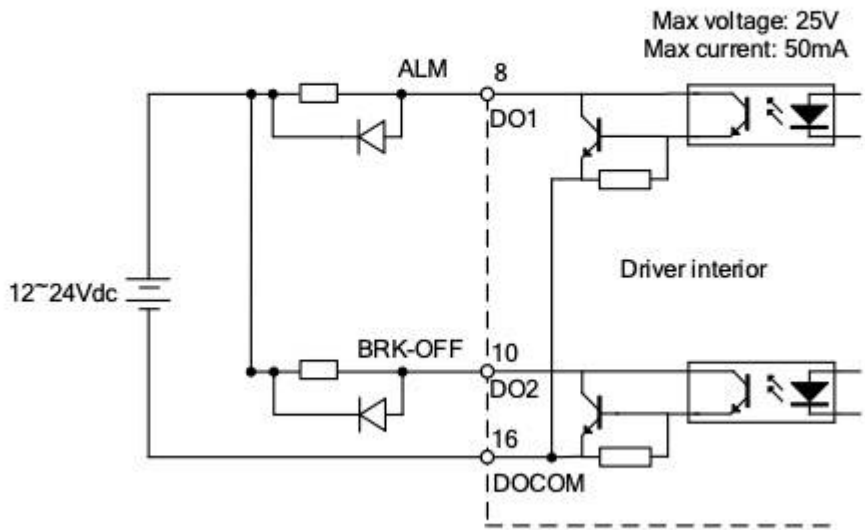 Max voltage: 25V
Max current: 50mA
ALM
8
DO1
12~24Vdc
Driver interior
BRK-OFF
10
DO2
16
DOCOM